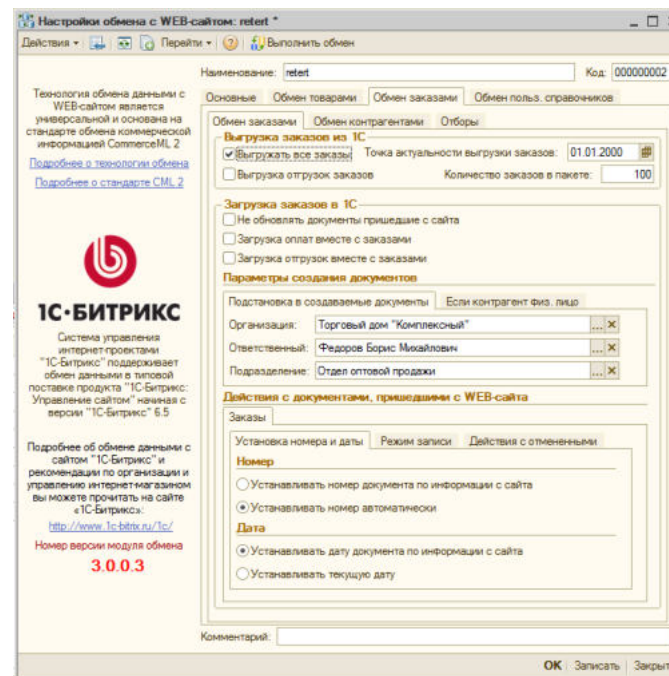 Настройки обмена с WEB-сайтом: retert *
Действия Перейти Выполнить обмен
Наименование: retert Код: 000000002
Технология обмена данными с
WEB-сайтом является
универсальной и основана на
стандарте обмена коммерческой
информацией CommerceML 2
Подробнее о технологии обмена
Подробнее о стандарте CML 2
1С·БИТРИКС
Система управления
интернет-проектами
"1С-Битрикс" поддерживает
обмен данными в типовой
поставке продукта "1С-Битрикс:
Управление сайтом" начиная с
версии "1С-Битрикс" 6.5
Подробнее об обмене данными с
сайтом "1С-Битрикс" и
рекомендации по организации и
управлению интернет-магазином
вы можете прочитать на сайте
«1С-Битрикс»:
http://www.1c-bitrix.ru/1c/
Номер версии модуля обмена
3.0.0.3
Основные Обмен товарами Обмен заказами Обмен польз. справочников
Обмен заказами Обмен контрагентами Отборы
Выгрузка заказов из 1С
Выгружать все заказы Точка актуальности выгрузки заказов: 01.01.2000
Выгрузка отгрузок заказов Количество заказов в пакете: 100
Загрузка заказов в 1С
Не обновлять документы пришедшие с сайта
Загрузка оплат вместе с заказами
Загрузка отгрузок вместе с заказами
Параметры создания документов
Подстановка в создаваемые документы Если контрагент физ. лицо
Организация: Торговый дом "Комплексный" ... ×
Ответственный: Федоров Борис Михайлович ... ×
Подразделение: Отдел оптовой продажи ... ×
Действия с документами, пришедшими с WEB-сайта
Заказы
Установка номера и даты Режим записи Действия с отмененными
Номер
Устанавливать номер документа по информации с сайта
Устанавливать номер автоматически
Дата
Устанавливать дату документа по информации с сайта
Устанавливать текущую дату
Комментарий:
OK Записать Закрыт